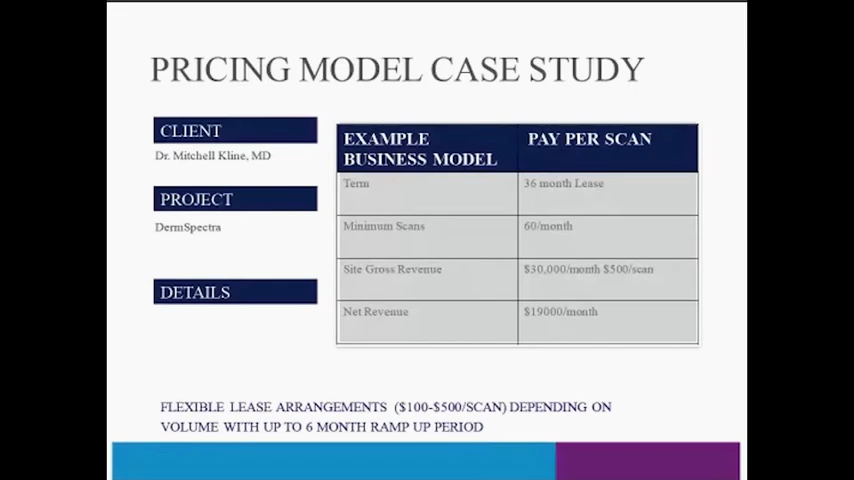 PRICING MODEL CASE STUDY
CLIENT
Dr. Mitchell Kline, MD
PROJECT
DermSpectra
DETAILS
EXAMPLE BUSINESS MODEL PAY PER SCAN
Term 36 month Lease
Minimum Scans 60/month
Site Gross Revenue $30,000/month $500/scan
Net Revenue $19000/month
FLEXIBLE LEASE ARRANGEMENTS ($100-$500/SCAN) DEPENDING ON
VOLUME WITH UP TO 6 MONTH RAMP UP PERIOD